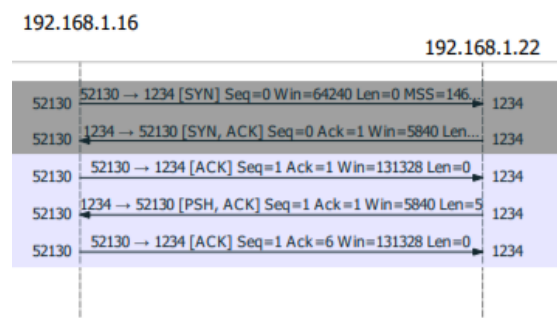 192.168.1.16
192.168.1.22
52130 52130 → 1234 [SYN] Seq=0 Win=64240 Len=0 MSS=146... 1234
52130 1234 → 52130 [SYN, ACK] Seq=0 Ack=1 Win=5840 Len... 1234
52130 52130 → 1234 [ACK] Seq=1 Ack=1 Win=131328 Len=0 1234
52130 1234 → 52130 [PSH, ACK] Seq=1 Ack=1 Win=5840 Len=5 1234
52130 52130 → 1234 [ACK] Seq=1 Ack=6 Win=131328 Len=0 1234